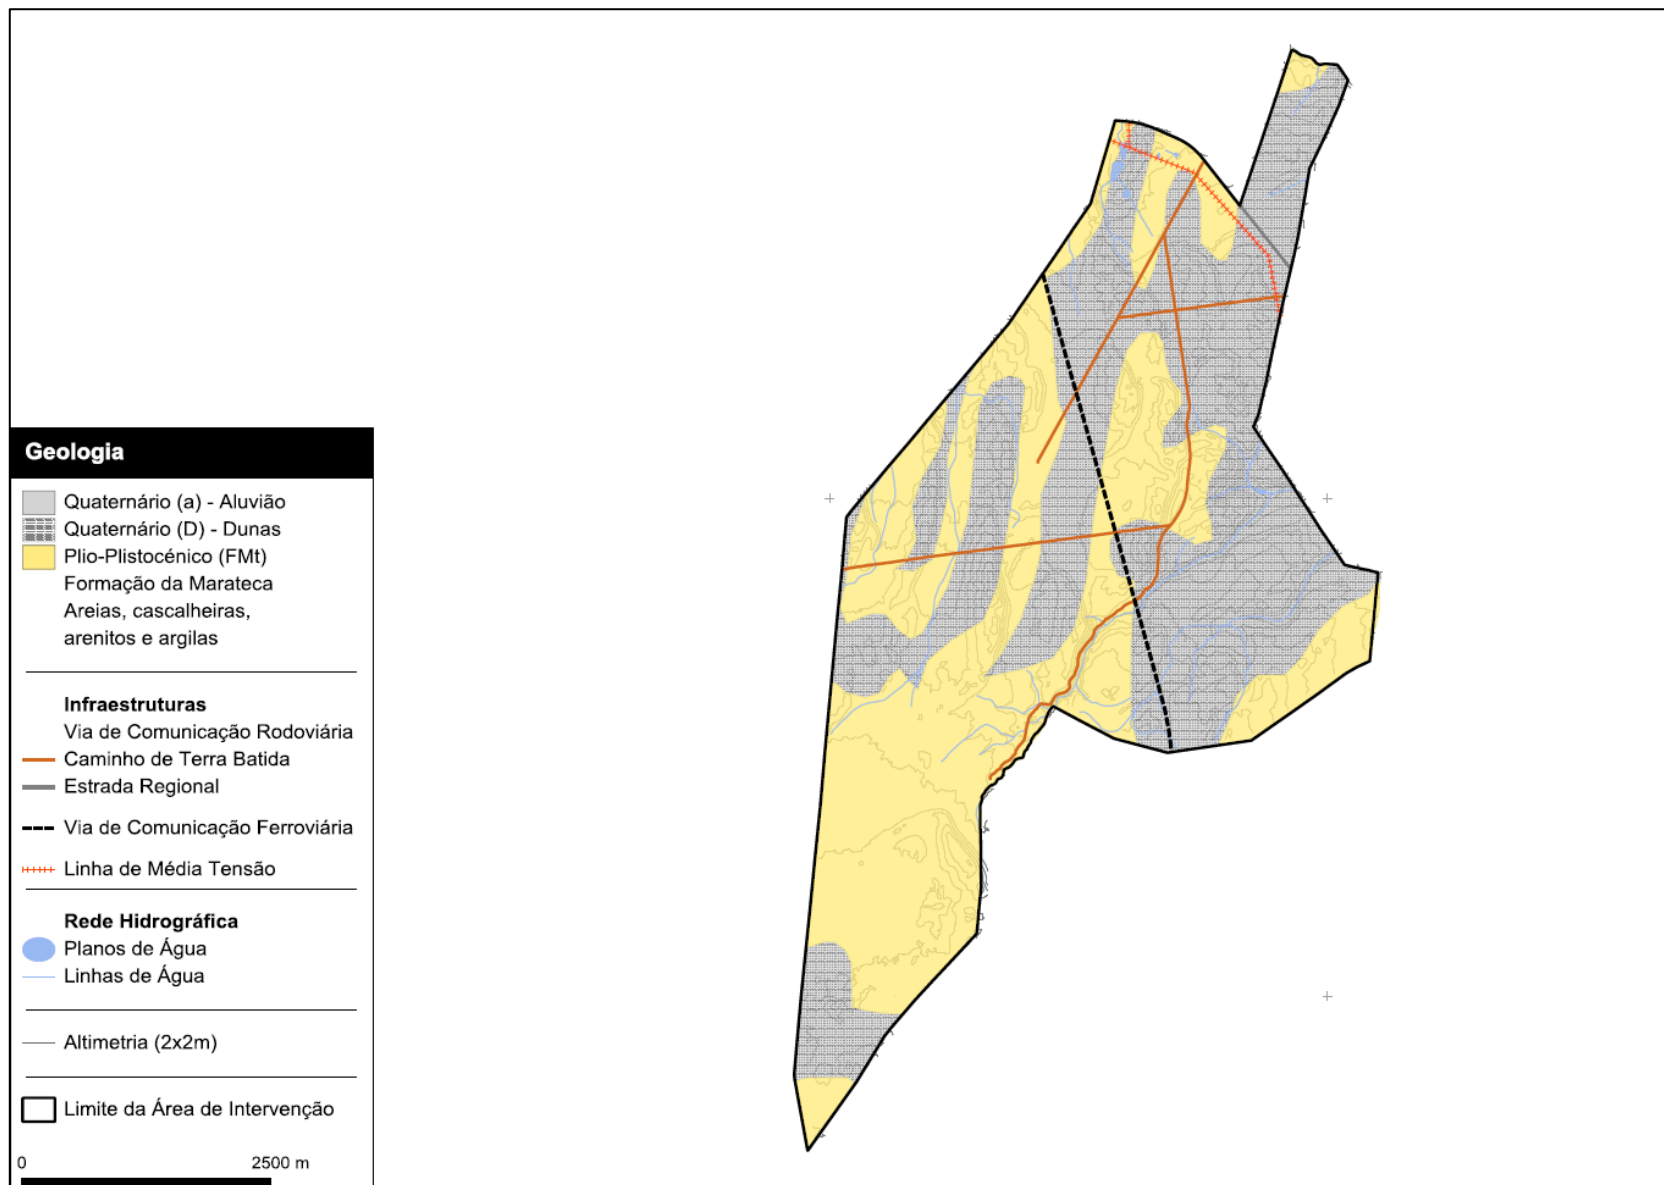 Geologia
Quaternário (a) - Aluvião
Quaternário (D) - Dunas
Plio-Plistocénico (FMt)
Formação da Marateca
Areias, cascalheiras,
arenitos e argilas
Infraestruturas
Via de Comunicação Rodoviária
Caminho de Terra Batida
Estrada Regional
Via de Comunicação Ferroviária
Linha de Média Tensão
Rede Hidrográfica
Planos de Água
Linhas de Água
Altimetria (2x2m)
Limite da Área de Intervenção
0 2500 m